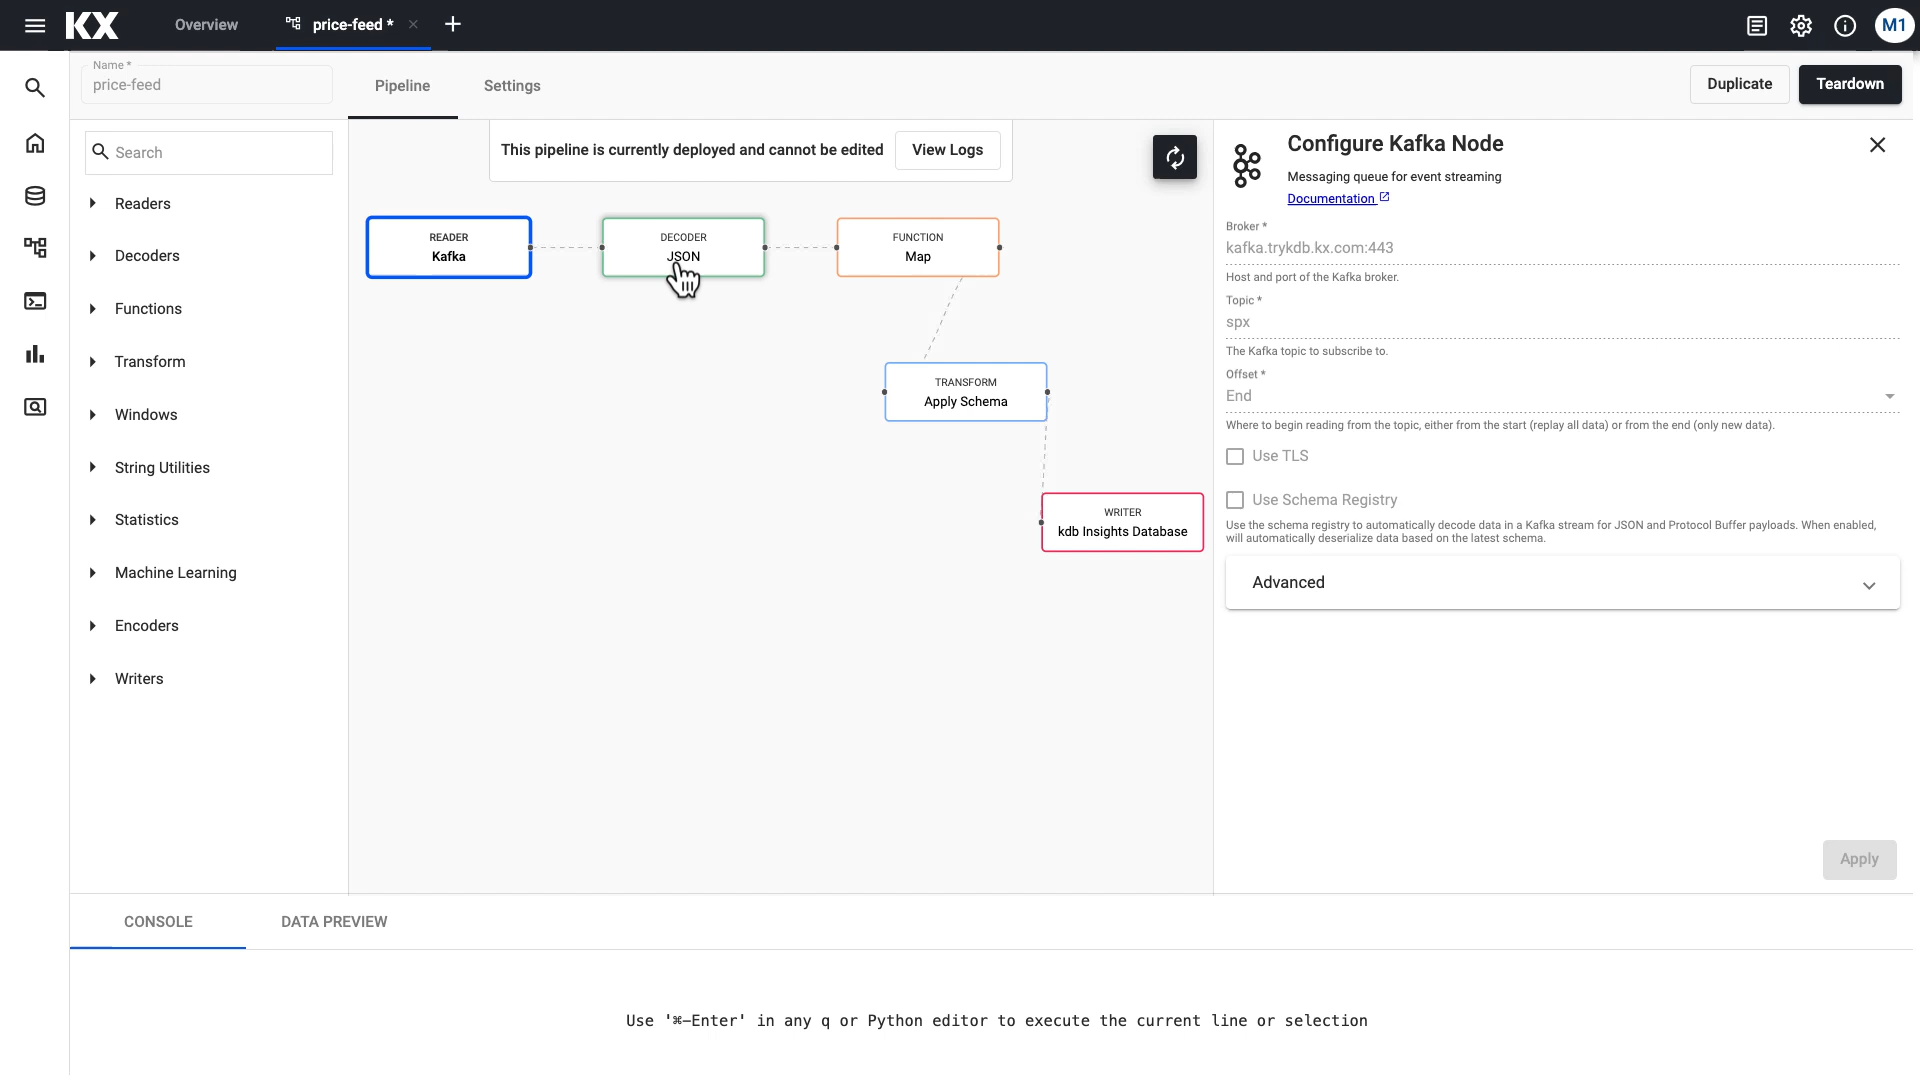 KX
Overview
price-feed *
M1
Name *
price-feed
Pipeline
Settings
Duplicate
Teardown
Search
Readers
Decoders
Functions
Transform
Windows
String Utilities
Statistics
Machine Learning
Encoders
Writers
This pipeline is currently deployed and cannot be edited
View Logs
READER
Kafka
DECODER
JSON
FUNCTION
Map
TRANSFORM
Apply Schema
WRITER
kdb Insights Database
Configure Kafka Node
Messaging queue for event streaming
Documentation
Broker *
kafka.trykdb.kx.com:443
Host and port of the Kafka broker.
Topic *
spx
The Kafka topic to subscribe to.
Offset *
End
Where to begin reading from the topic, either from the start (replay all data) or from the end (only new data).
Use TLS
Use Schema Registry
Use the schema registry to automatically decode data in a Kafka stream for JSON and Protocol Buffer payloads. When enabled,
will automatically deserialize data based on the latest schema.
Advanced
Apply
CONSOLE
DATA PREVIEW
Use '⌘-Enter' in any q or Python editor to execute the current line or selection